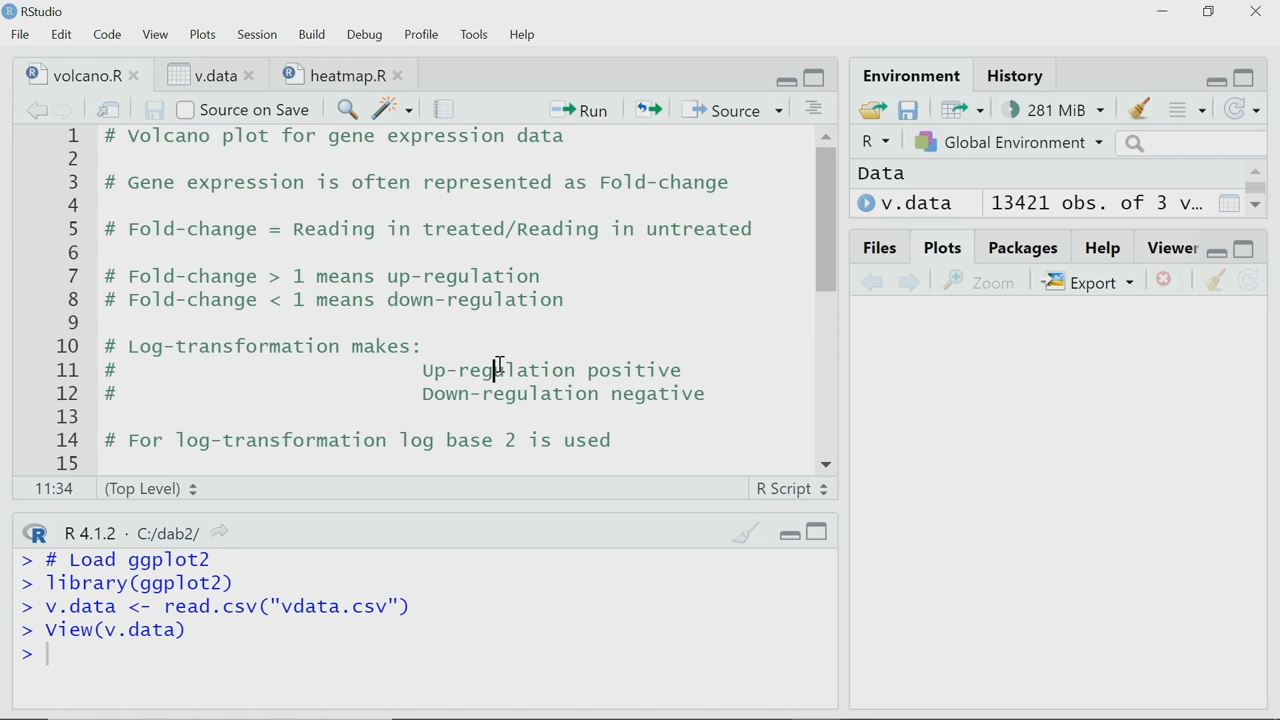 RStudio
File Edit Code View Plots Session Build Debug Profile Tools Help
volcano.R v.data heatmap.R
Source on Save Run Source
1 # Volcano plot for gene expression data
2
3 # Gene expression is often represented as Fold-change
4
5 # Fold-change = Reading in treated/Reading in untreated
6
7 # Fold-change > 1 means up-regulation
8 # Fold-change < 1 means down-regulation
9
10 # Log-transformation makes:
11 # Up-regulation positive
12 # Down-regulation negative
13
14 # For log-transformation log base 2 is used
15
11:34 (Top Level) R Script
R 4.1.2 · C:/dab2/
> # Load ggplot2
> library(ggplot2)
> v.data <- read.csv("vdata.csv")
> View(v.data)
>
Environment History
281 MiB
R Global Environment
Data
v.data 13421 obs. of 3 v...
Files Plots Packages Help Viewer
Zoom Export